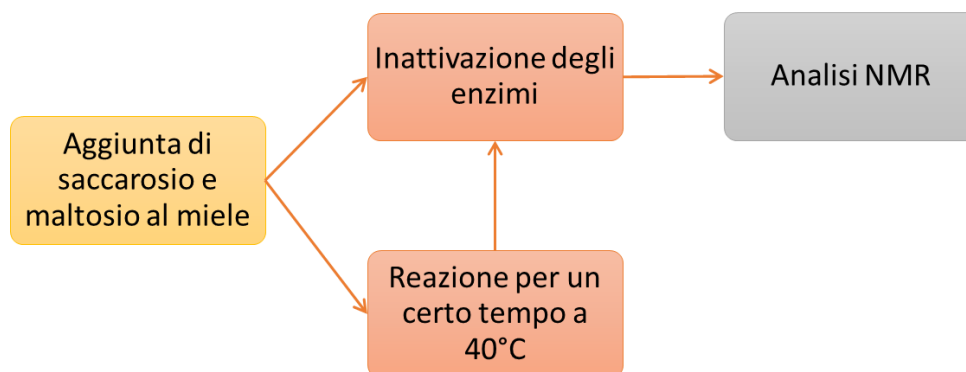 Aggiunta di
saccarosio e
maltosio al miele
Inattivazione degli
enzimi
Reazione per un
certo tempo a
40°C
Analisi NMR